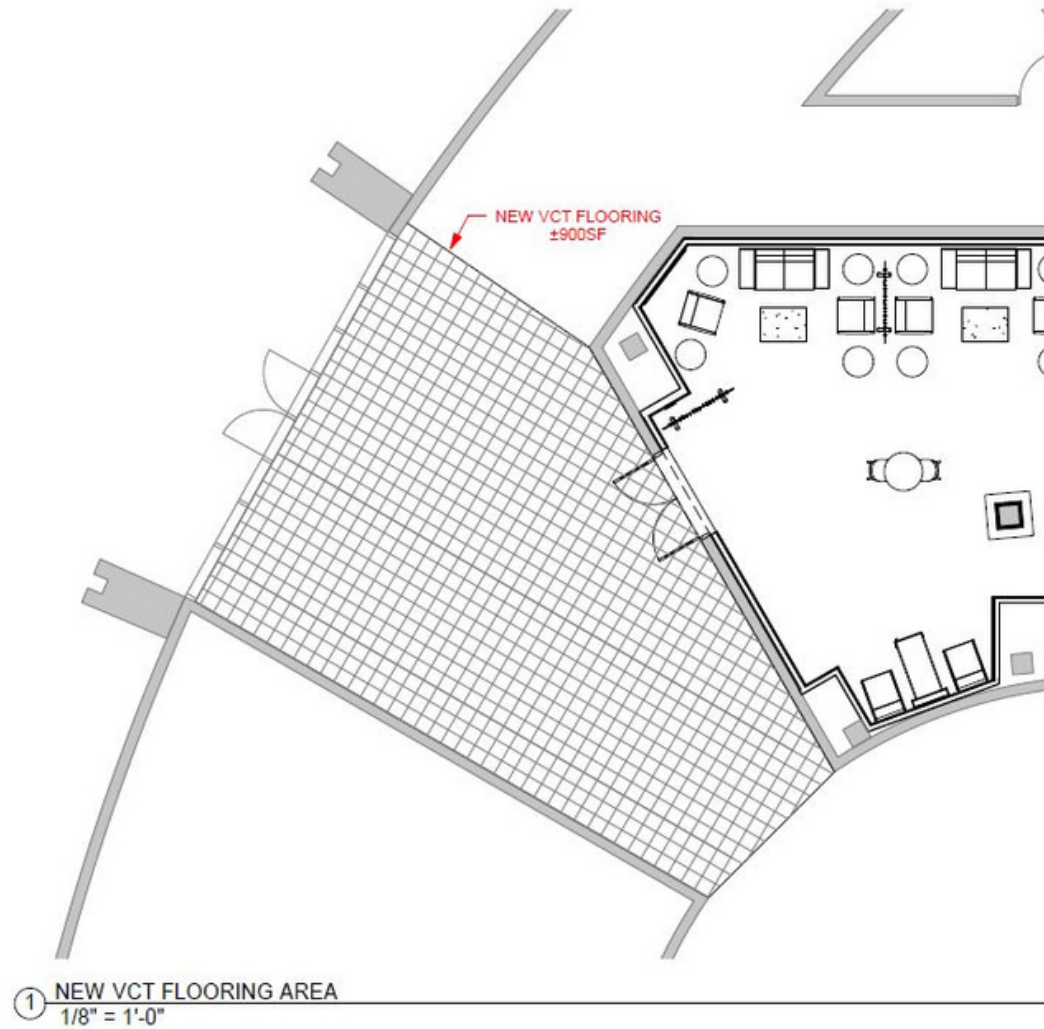 NEW VCT FLOORING
±900SF
1 NEW VCT FLOORING AREA
1/8" = 1'-0"